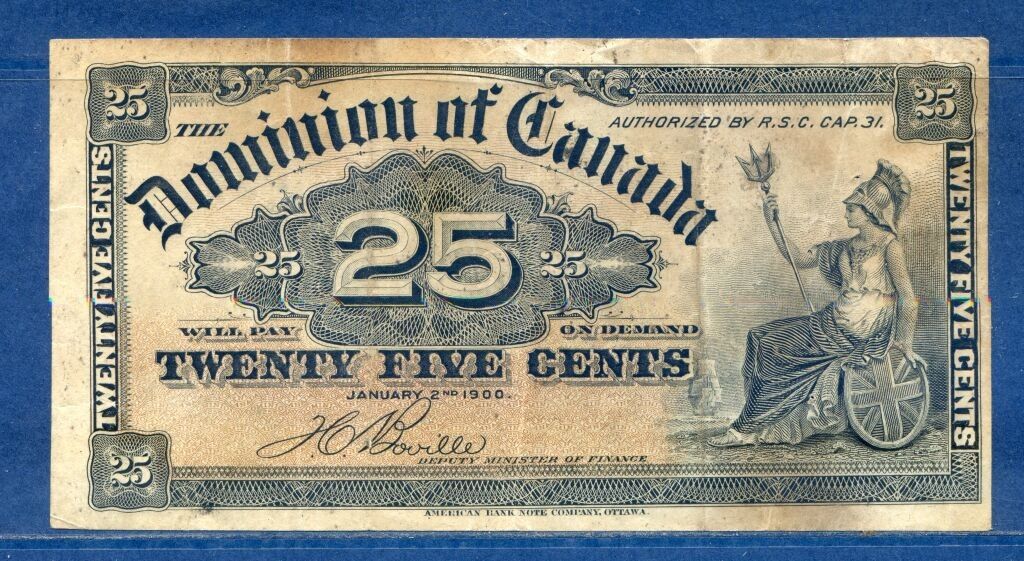 25
25
THE
Dominion of Canada
AUTHORIZED BY R.S.C. CAP. 31.
TWENTY FIVE CENTS
25
25
25
TWENTY FIVE CENTS
WILL PAY
ON DEMAND
TWENTY FIVE CENTS
JANUARY 2ND 1900.
H C Boville
DEPUTY MINISTER OF FINANCE
25
AMERICAN BANK NOTE COMPANY, OTTAWA.